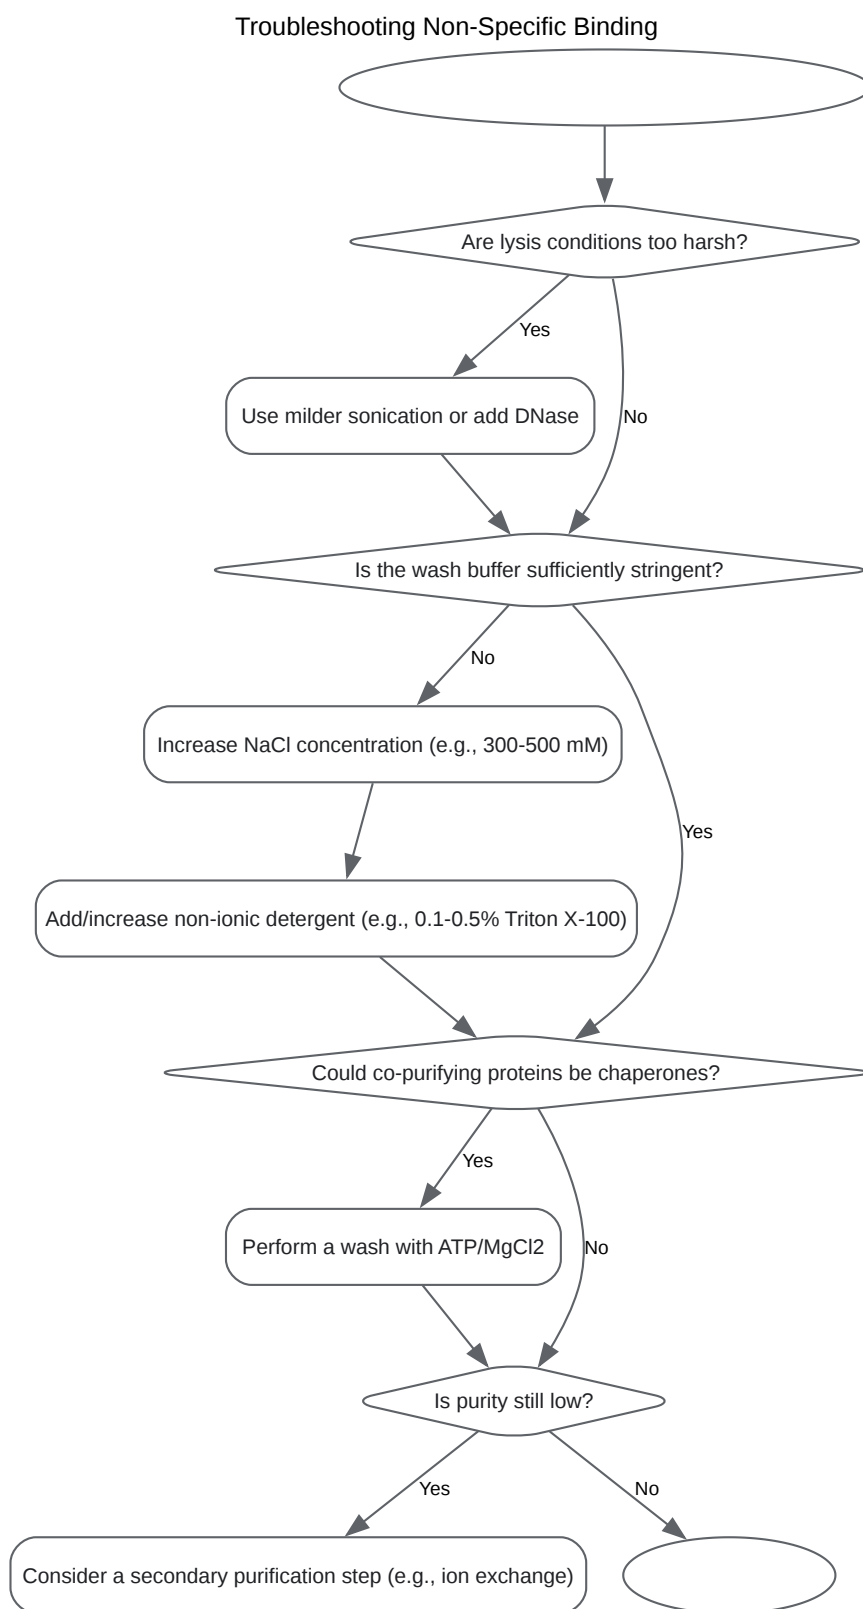 Troubleshooting Non-Specific Binding
Are lysis conditions too harsh?
Yes
Use milder sonication or add DNase
No
Is the wash buffer sufficiently stringent?
No
Increase NaCl concentration (e.g., 300-500 mM)
Yes
Add/increase non-ionic detergent (e.g., 0.1-0.5% Triton X-100)
Could co-purifying proteins be chaperones?
Yes
Perform a wash with ATP/MgCl2
No
Is purity still low?
Yes
No
Consider a secondary purification step (e.g., ion exchange)